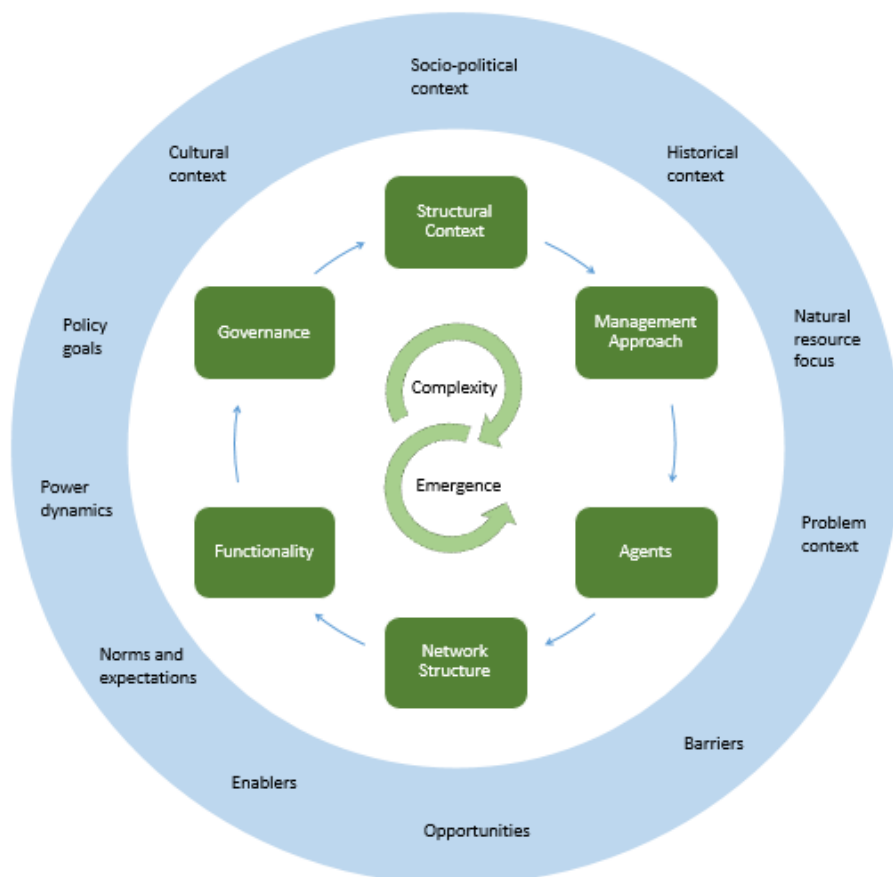 Socio-political
context
Cultural
context
Historical
context
Structural
Context
Policy
goals
Governance
Management
Approach
Natural
resource
focus
Complexity
Emergence
Power
dynamics
Functionality
Agents
Problem
context
Norms and
expectations
Network
Structure
Barriers
Enablers
Opportunities